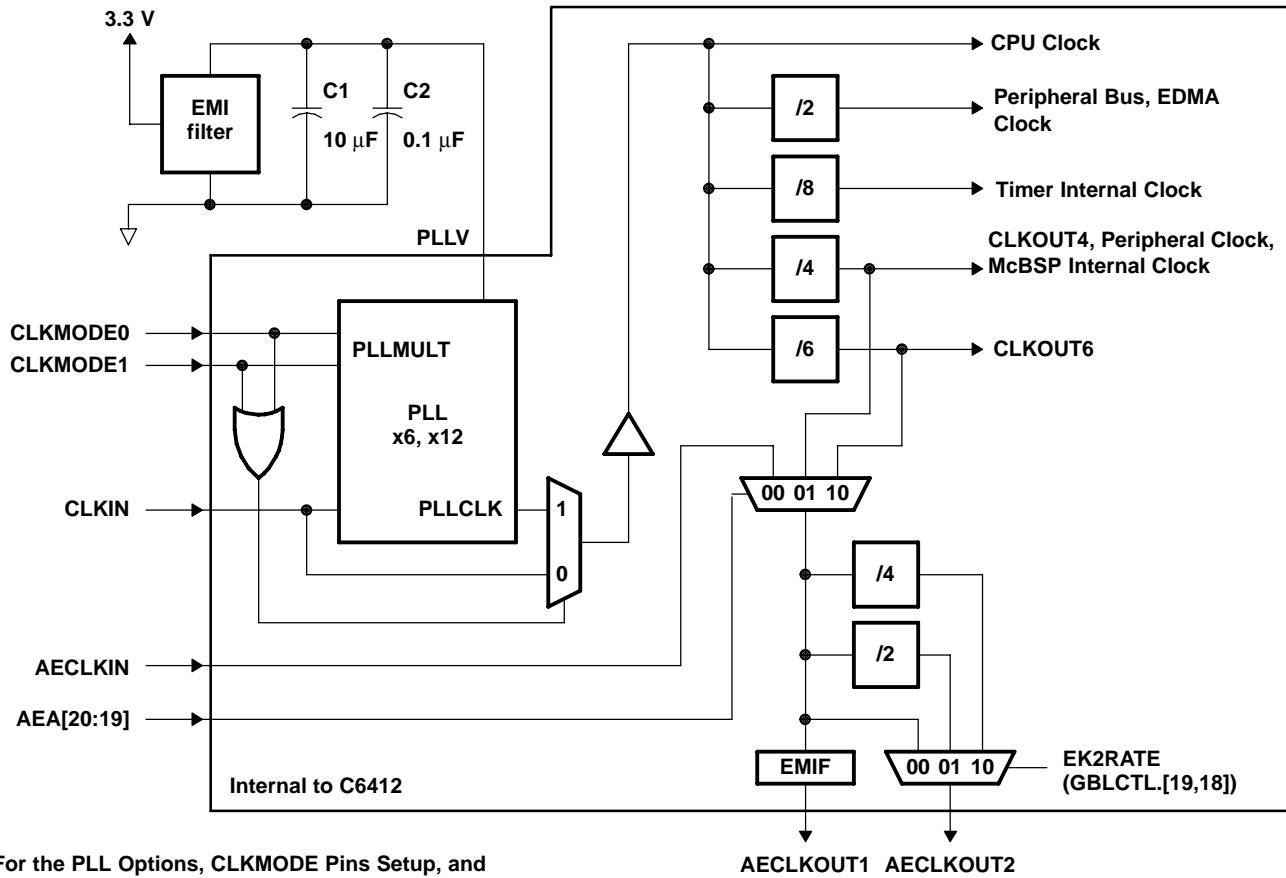 3.3 V
CPU Clock
EMI
filter
C1
10 μF
C2
0.1 μF
/2
Peripheral Bus, EDMA
Clock
/8
Timer Internal Clock
PLLV
/4
CLKOUT4, Peripheral Clock,
McBSP Internal Clock
CLKMODE0
CLKMODE1
PLLMULT
/6
CLKOUT6
PLL
x6, x12
CLKIN
PLLCLK
1
0
00 01 10
/4
/2
AECLKIN
AEA[20:19]
Internal to C6412
EMIF
00 01 10
EK2RATE
(GBLCTL.[19,18])
AECLKOUT1 AECLKOUT2
For the PLL Options, CLKMODE Pins Setup, and